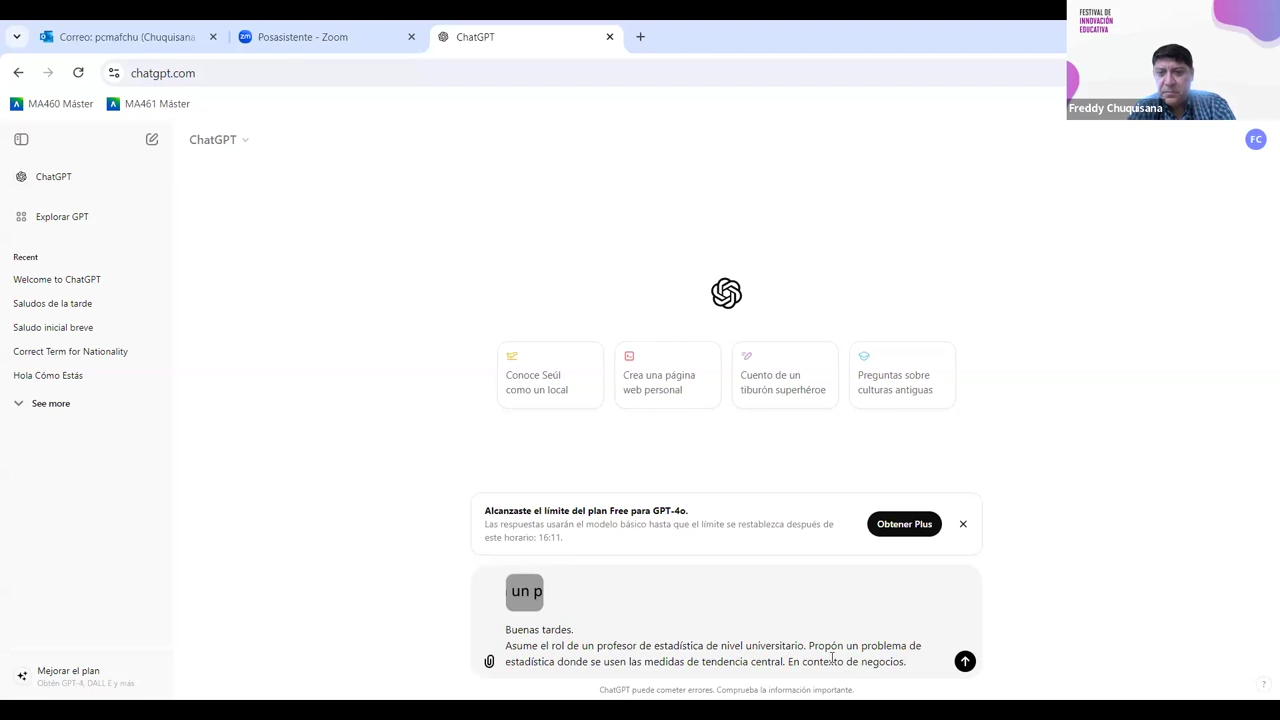 Correo: pcmafchu (Chuquisana
Posasistente - Zoom
ChatGPT
chatgpt.com
MA460 Máster
MA461 Máster
FESTIVAL DE
INNOVACIÓN
EDUCATIVA
Freddy Chuquisana
ChatGPT
FC
ChatGPT
Explorar GPT
Recent
Welcome to ChatGPT
Saludos de la tarde
Saludo inicial breve
Correct Term for Nationality
Hola Cómo Estás
See more
Conoce Seúl
como un local
Crea una página
web personal
Cuento de un
tiburón superhéroe
Preguntas sobre
culturas antiguas
Alcanzaste el límite del plan Free para GPT-4o.
Las respuestas usarán el modelo básico hasta que el límite se restablezca después de
este horario: 16:11.
Obtener Plus
un p
Buenas tardes.
Asume el rol de un profesor de estadística de nivel universitario. Propón un problema de
estadística donde se usen las medidas de tendencia central. En contexto de negocios.
Mejorar el plan
Obtén GPT-4, DALL E y más
ChatGPT puede cometer errores. Comprueba la información importante.
?